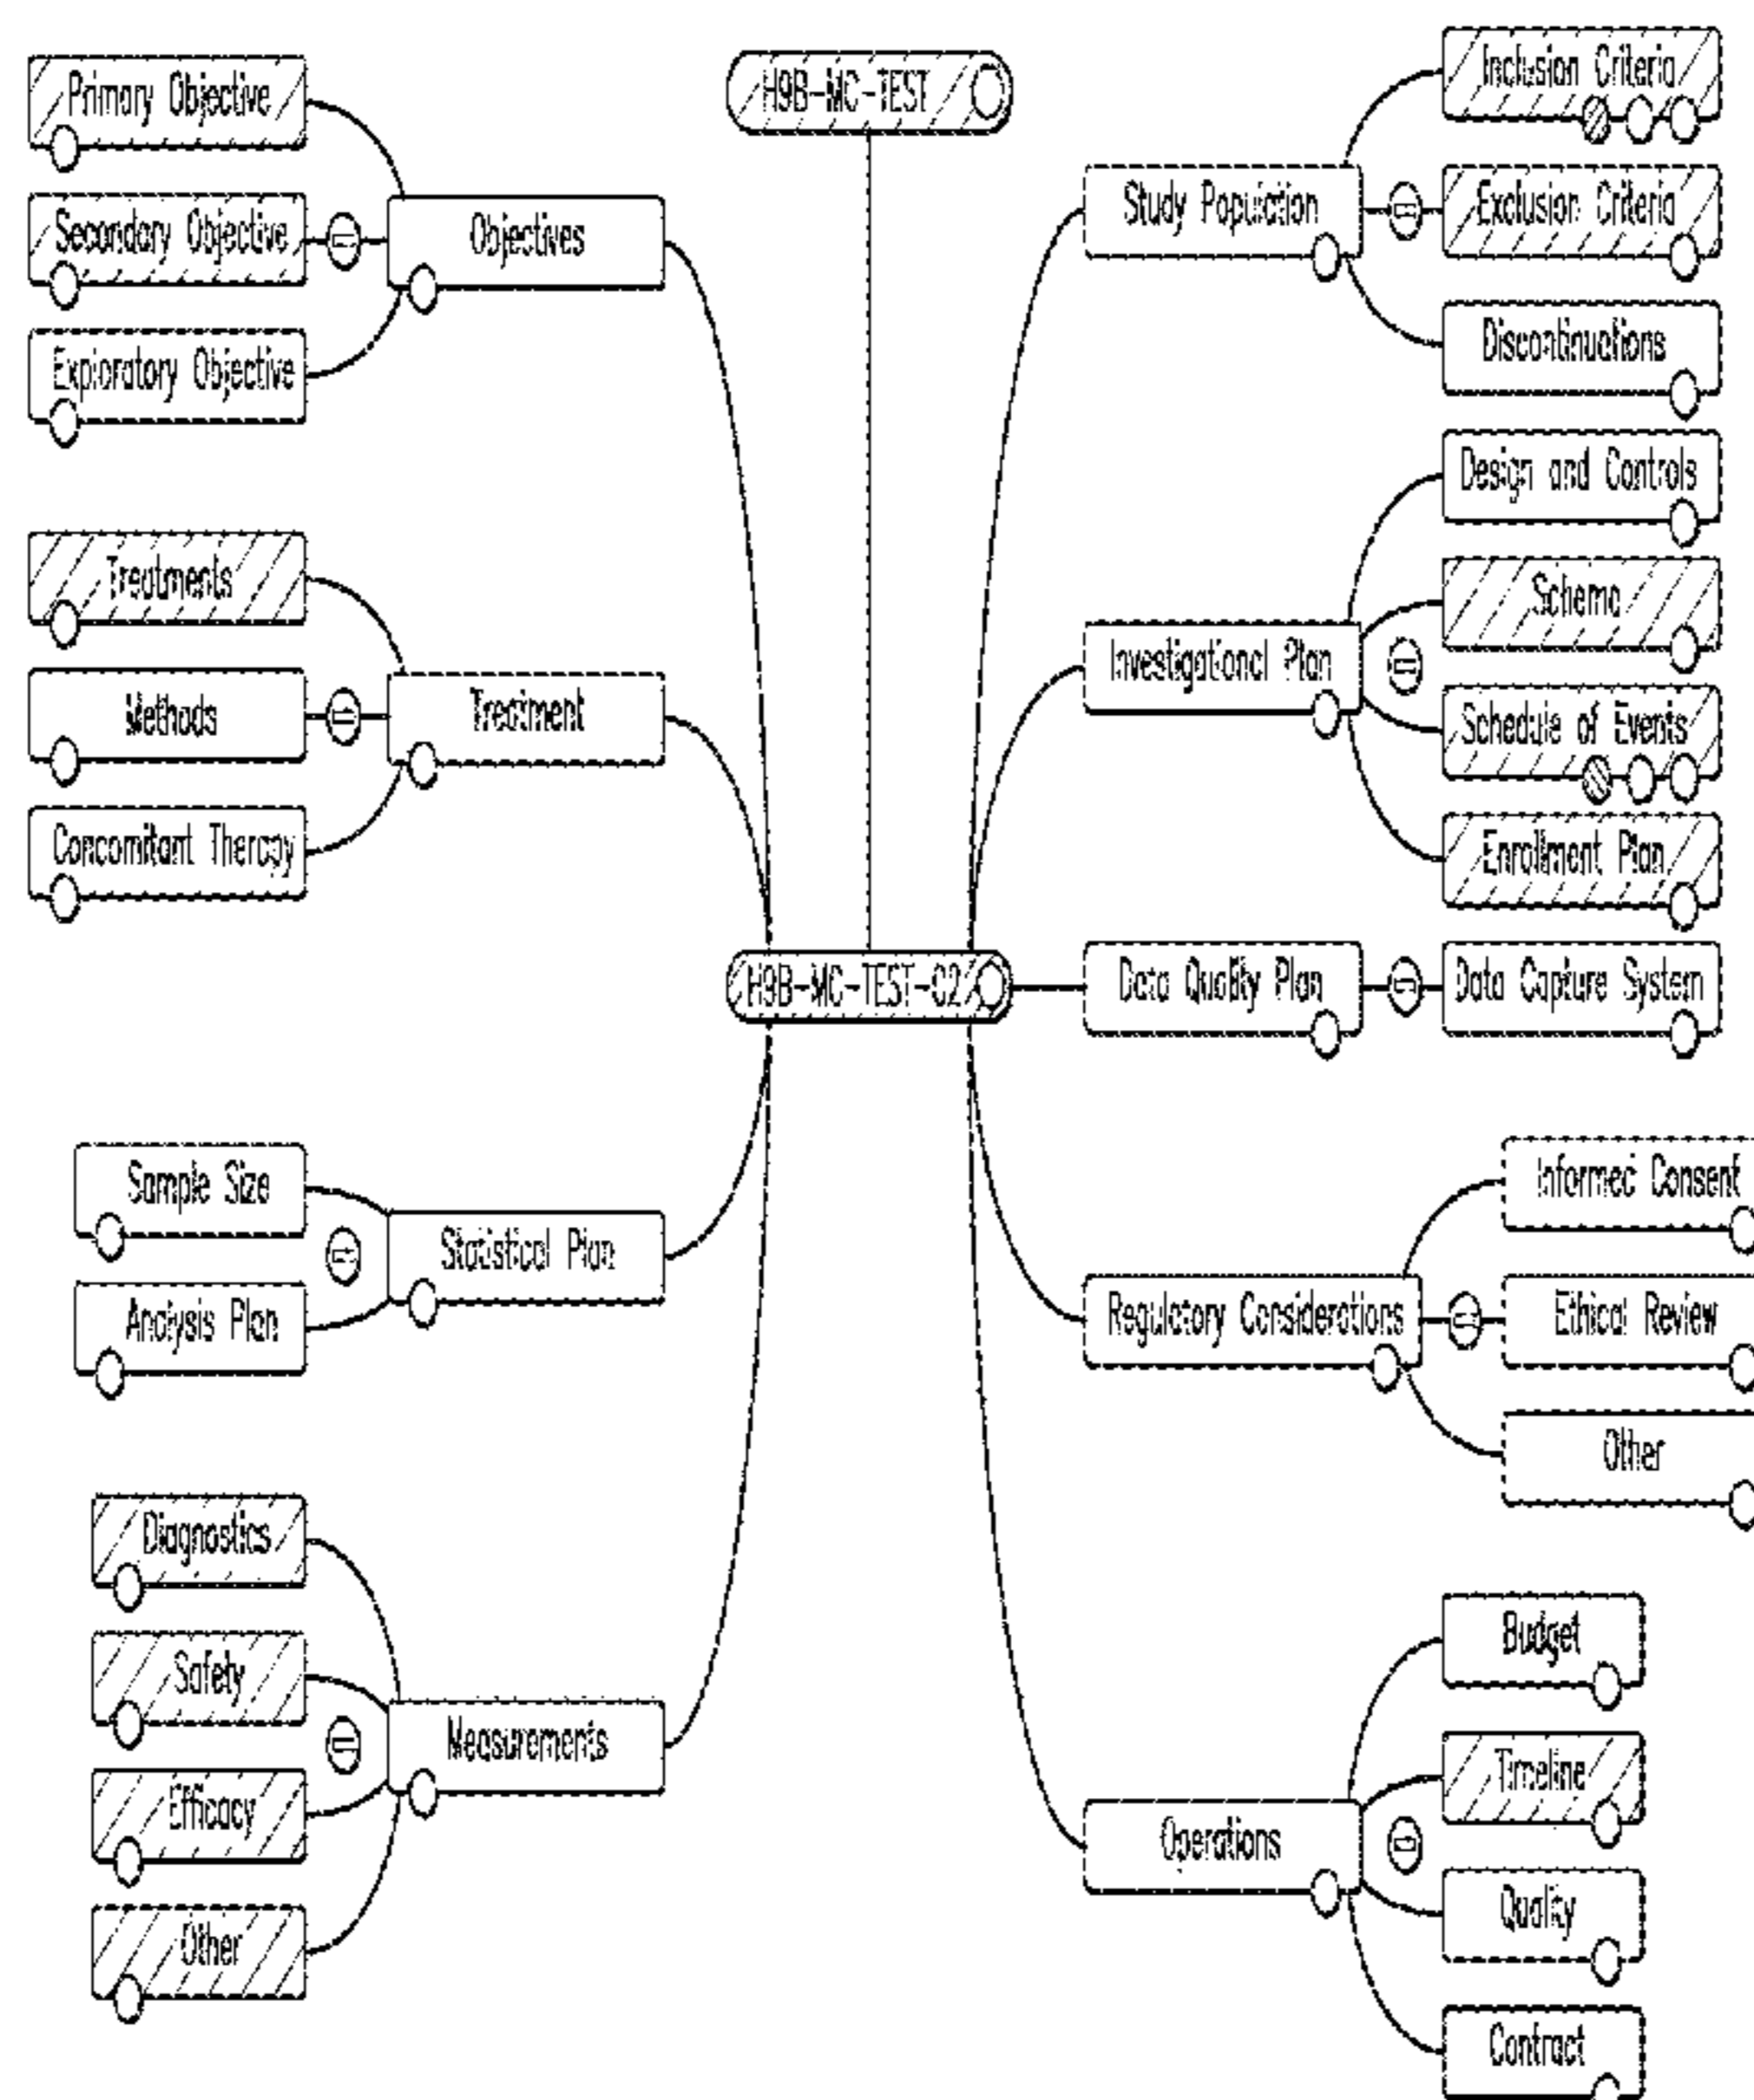 H9B-MC-TEST
Primary Objective
Secondary Objective
Exploratory Objective
Objectives
Treatments
Methods
Concomitant Therapy
Treatment
H9B-MC-TEST-02
Sample Size
Analysis Plan
Statistical Plan
Diagnostics
Safety
Efficacy
Other
Measurements
Study Population
Inclusion Criteria
Exclusion Criteria
Discontinuations
Investigational Plan
Design and Controls
Schema
Schedule of Events
Enrollment Plan
Data Quality Plan
Data Capture System
Regulatory Considerations
Informed Consent
Ethical Review
Other
Operations
Budget
Timeline
Quality
Contract